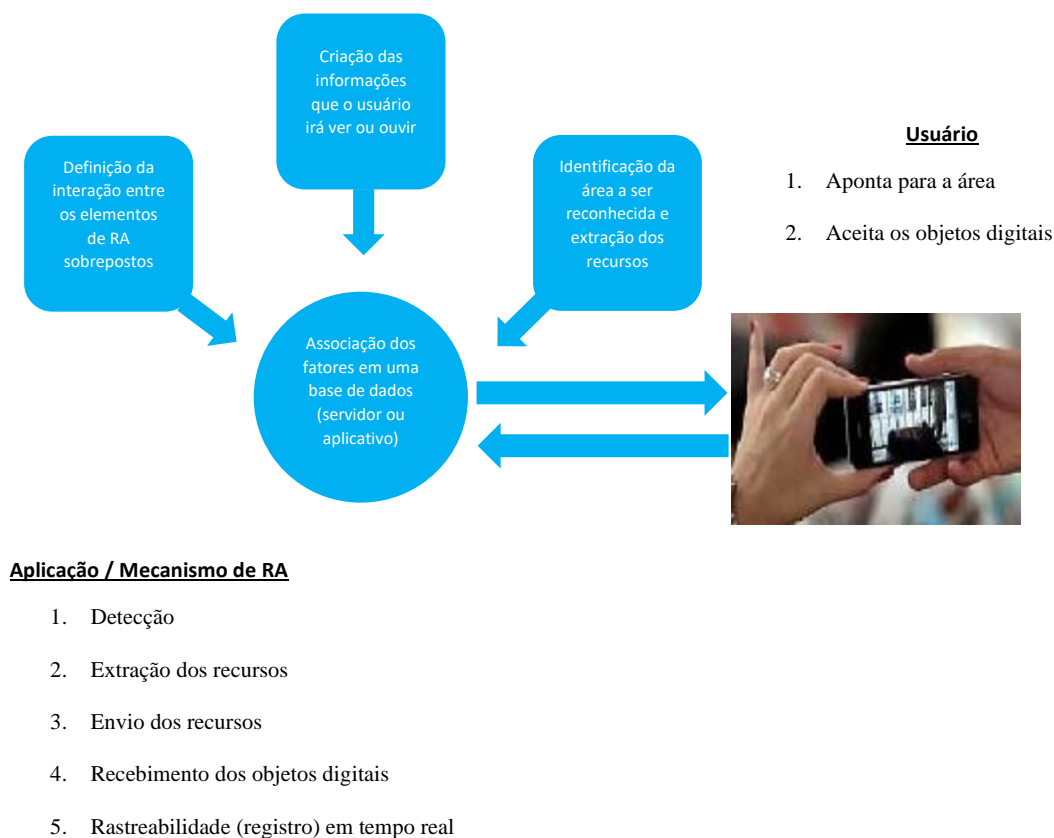 Criação das
informações
que o usuário
irá ver ou ouvir
Definição da
interação entre
os elementos
de RA
sobrepostos
Identificação da
área a ser
reconhecida e
extração dos
recursos
Usuário
1. Aponta para a área
2. Aceita os objetos digitais
Associação dos
fatores em uma
base de dados
(servidor ou
aplicativo)
Aplicação / Mecanismo de RA
1. Detecção
2. Extração dos recursos
3. Envio dos recursos
4. Recebimento dos objetos digitais
5. Rastreabilidade (registro) em tempo real